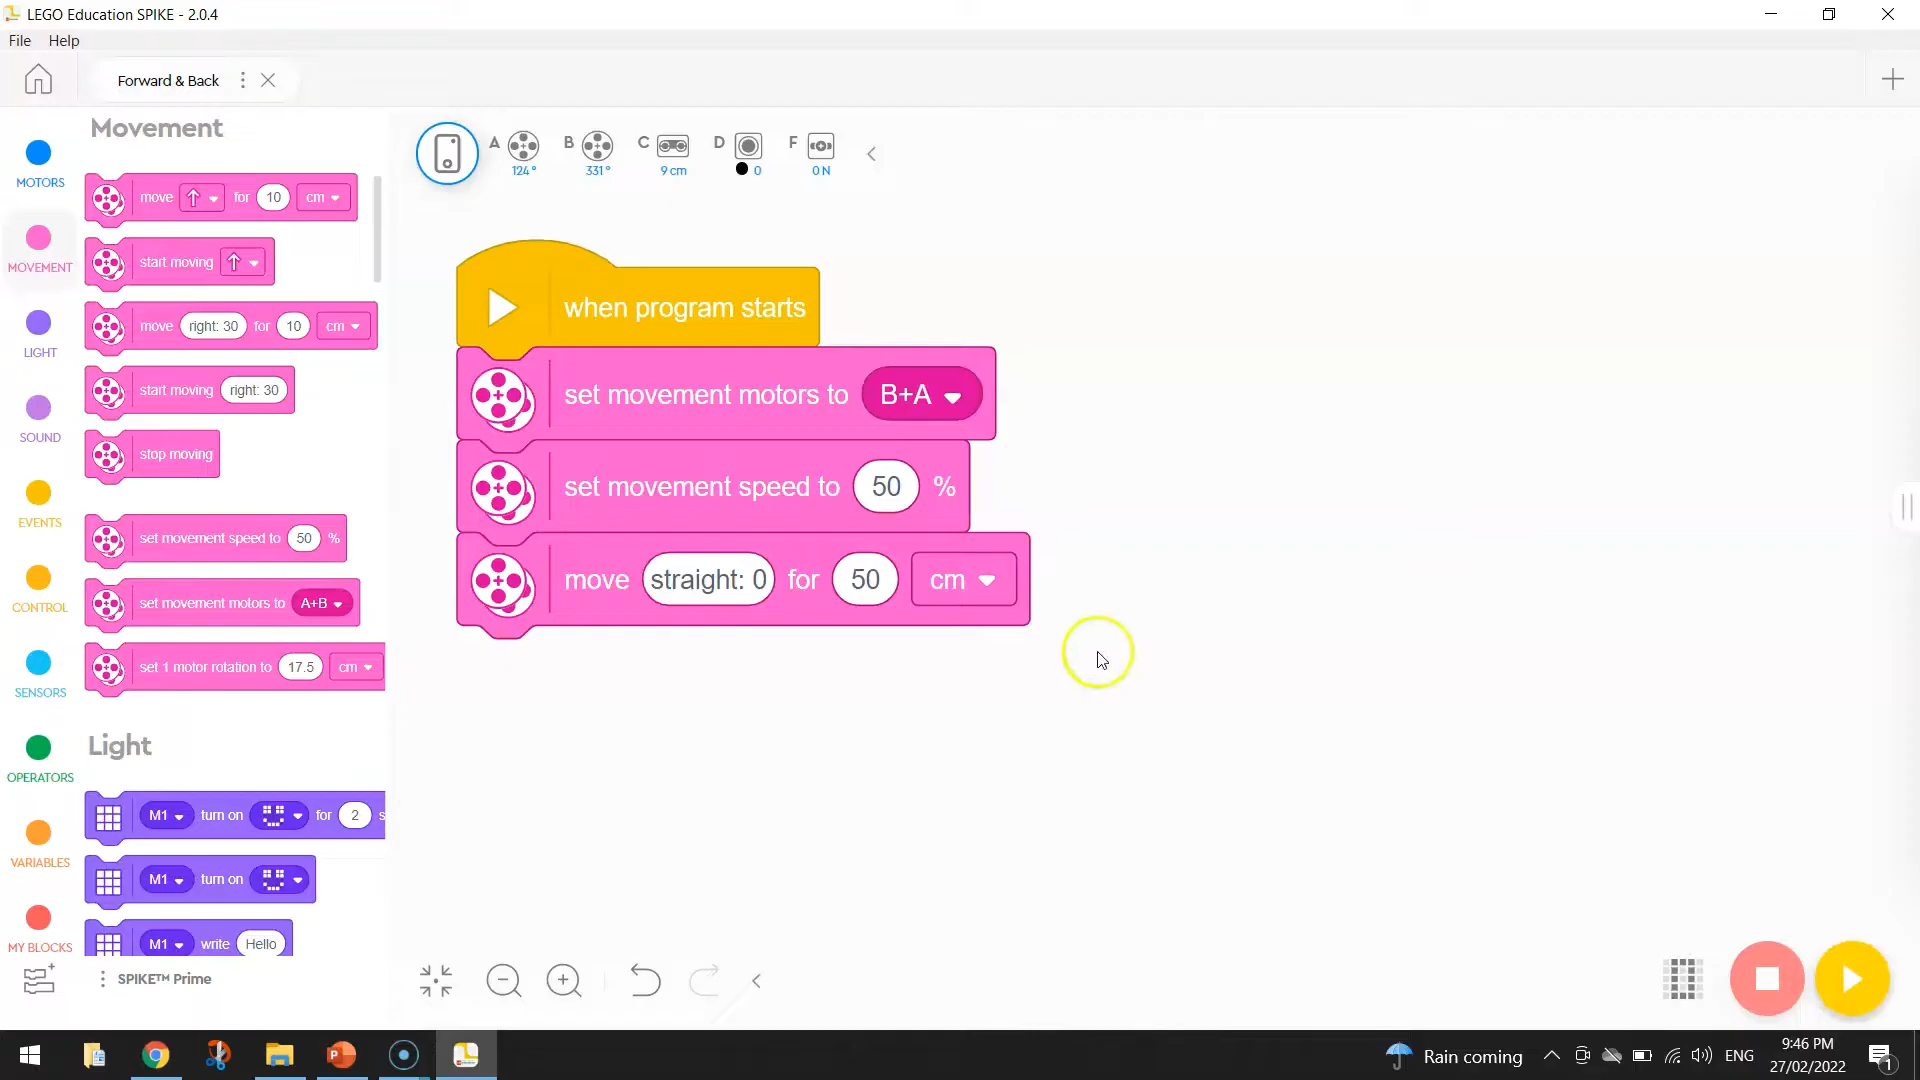 LEGO Education SPIKE - 2.0.4
File Help
Forward & Back
Movement
MOTORS
MOVEMENT
LIGHT
SOUND
EVENTS
CONTROL
SENSORS
OPERATORS
VARIABLES
MY BLOCKS
move for 10 cm
start moving
move right: 30 for 10 cm
start moving right: 30
stop moving
set movement speed to 50 %
set movement motors to A+B
set 1 motor rotation to 17.5 cm
Light
M1 turn on for 2 s
M1 turn on
M1 write Hello
SPIKE™ Prime
A B C D F
124° 331° 9 cm 0 0 N
when program starts
set movement motors to B+A
set movement speed to 50 %
move straight: 0 for 50 cm
Rain coming
ENG
9:46 PM
27/02/2022
1